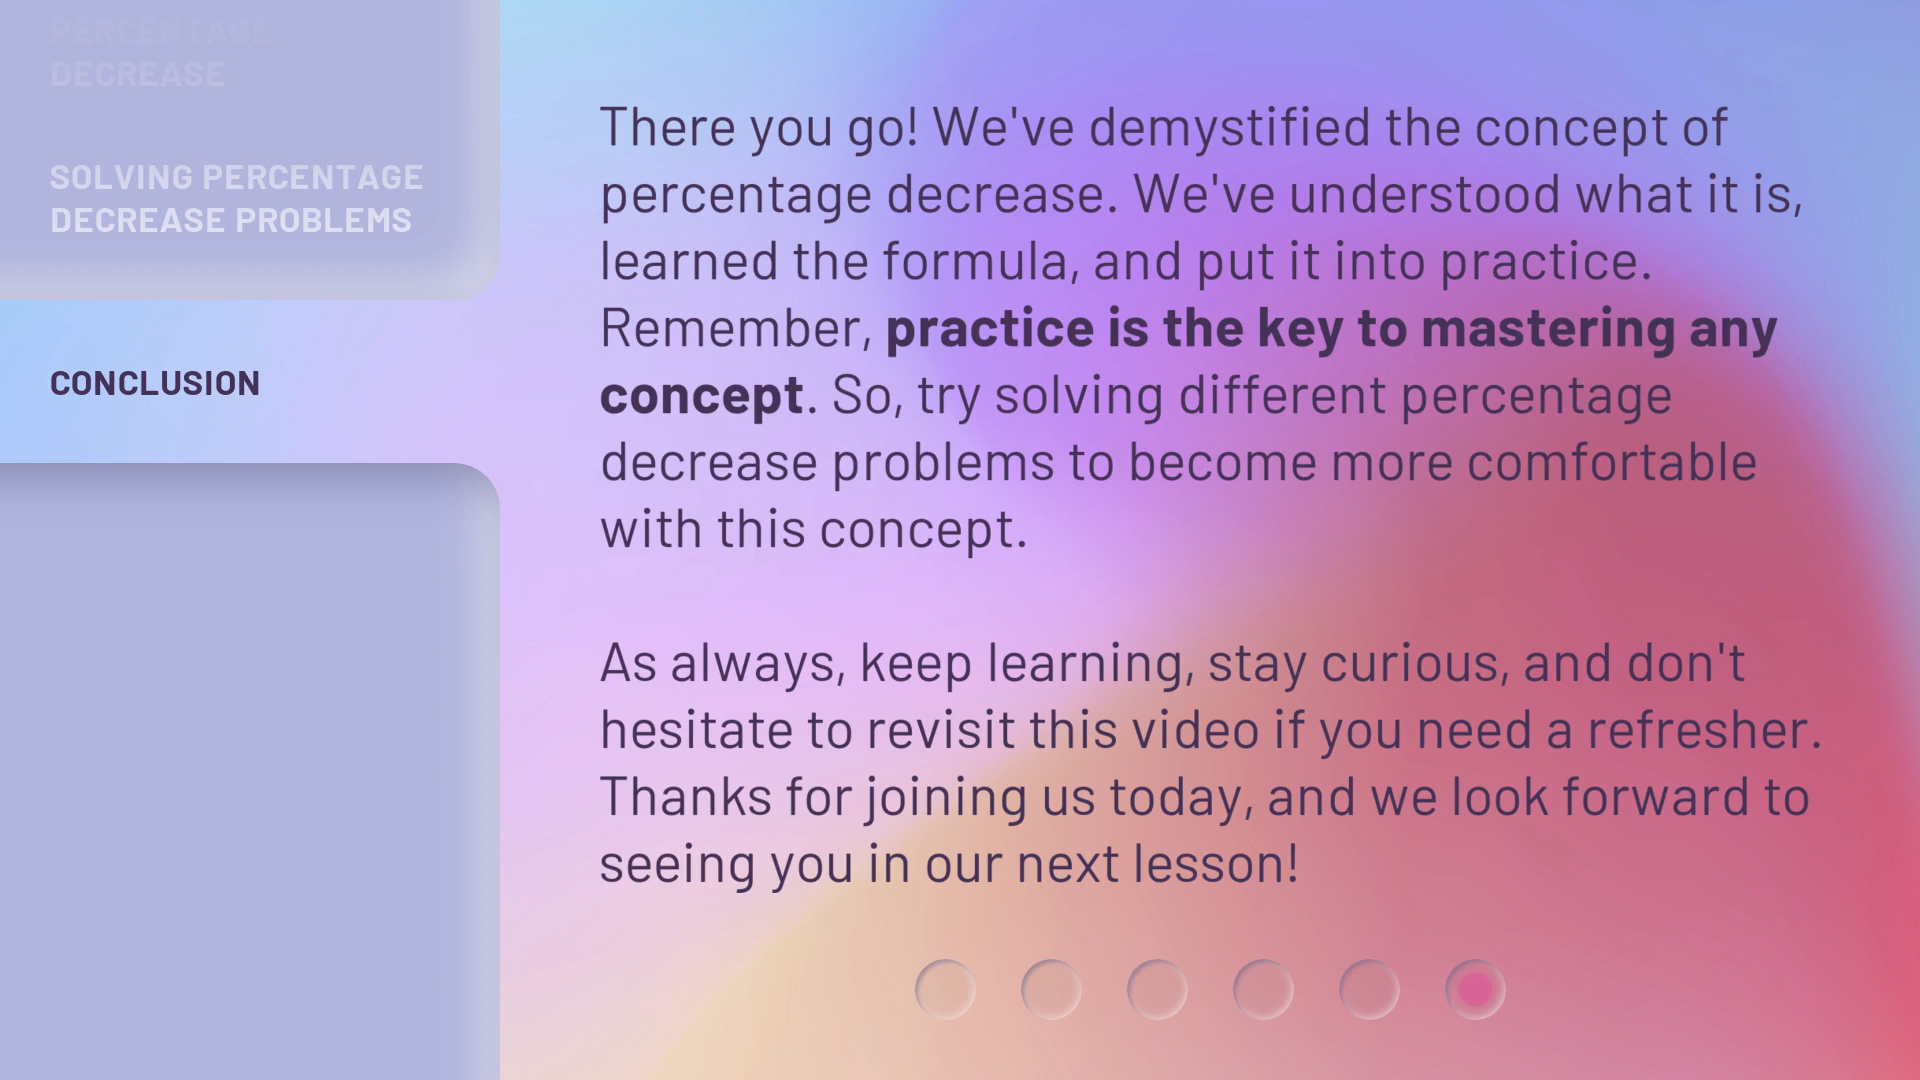 PERCENTAGE
DECREASE
SOLVING PERCENTAGE
DECREASE PROBLEMS
CONCLUSION
There you go! We've demystified the concept of
percentage decrease. We've understood what it is,
learned the formula, and put it into practice.
Remember, practice is the key to mastering any
concept. So, try solving different percentage
decrease problems to become more comfortable
with this concept.
As always, keep learning, stay curious, and don't
hesitate to revisit this video if you need a refresher.
Thanks for joining us today, and we look forward to
seeing you in our next lesson!